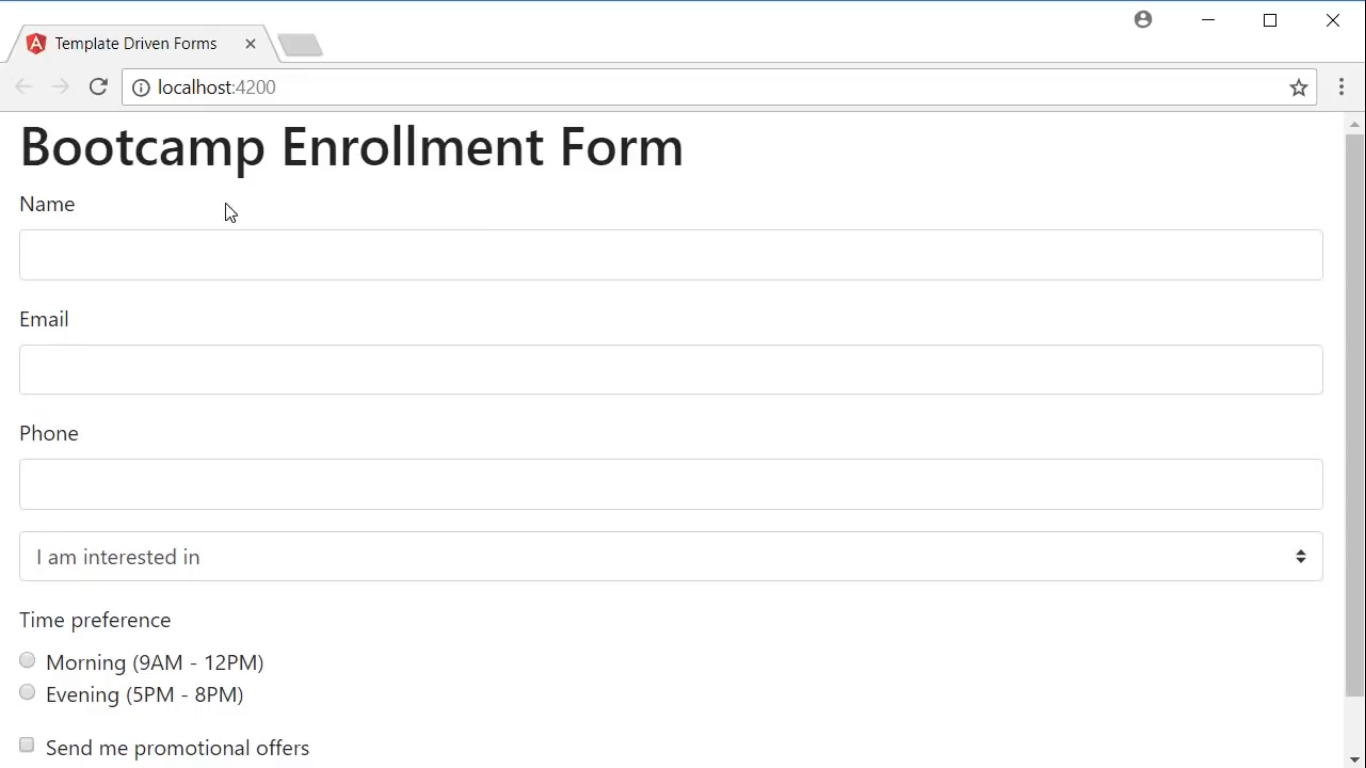 Template Driven Forms
localhost:4200
Bootcamp Enrollment Form
Name
Email
Phone
I am interested in
Time preference
Morning (9AM - 12PM)
Evening (5PM - 8PM)
Send me promotional offers